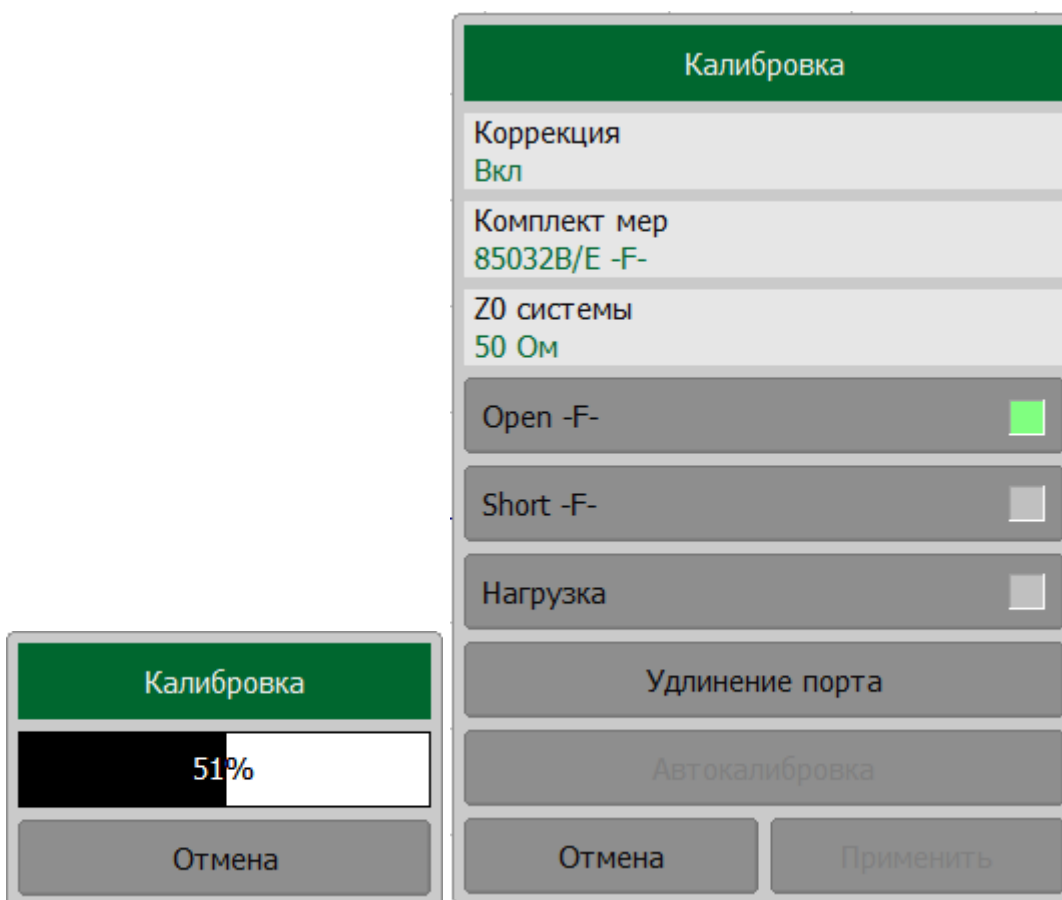 Калибровка
51%
Отмена
Калибровка
Коррекция
Вкл
Комплект мер
85032B/E -F-
Z0 системы
50 Ом
Open -F-
Short -F-
Нагрузка
Удлинение порта
Автокалибровка
Отмена
Применить